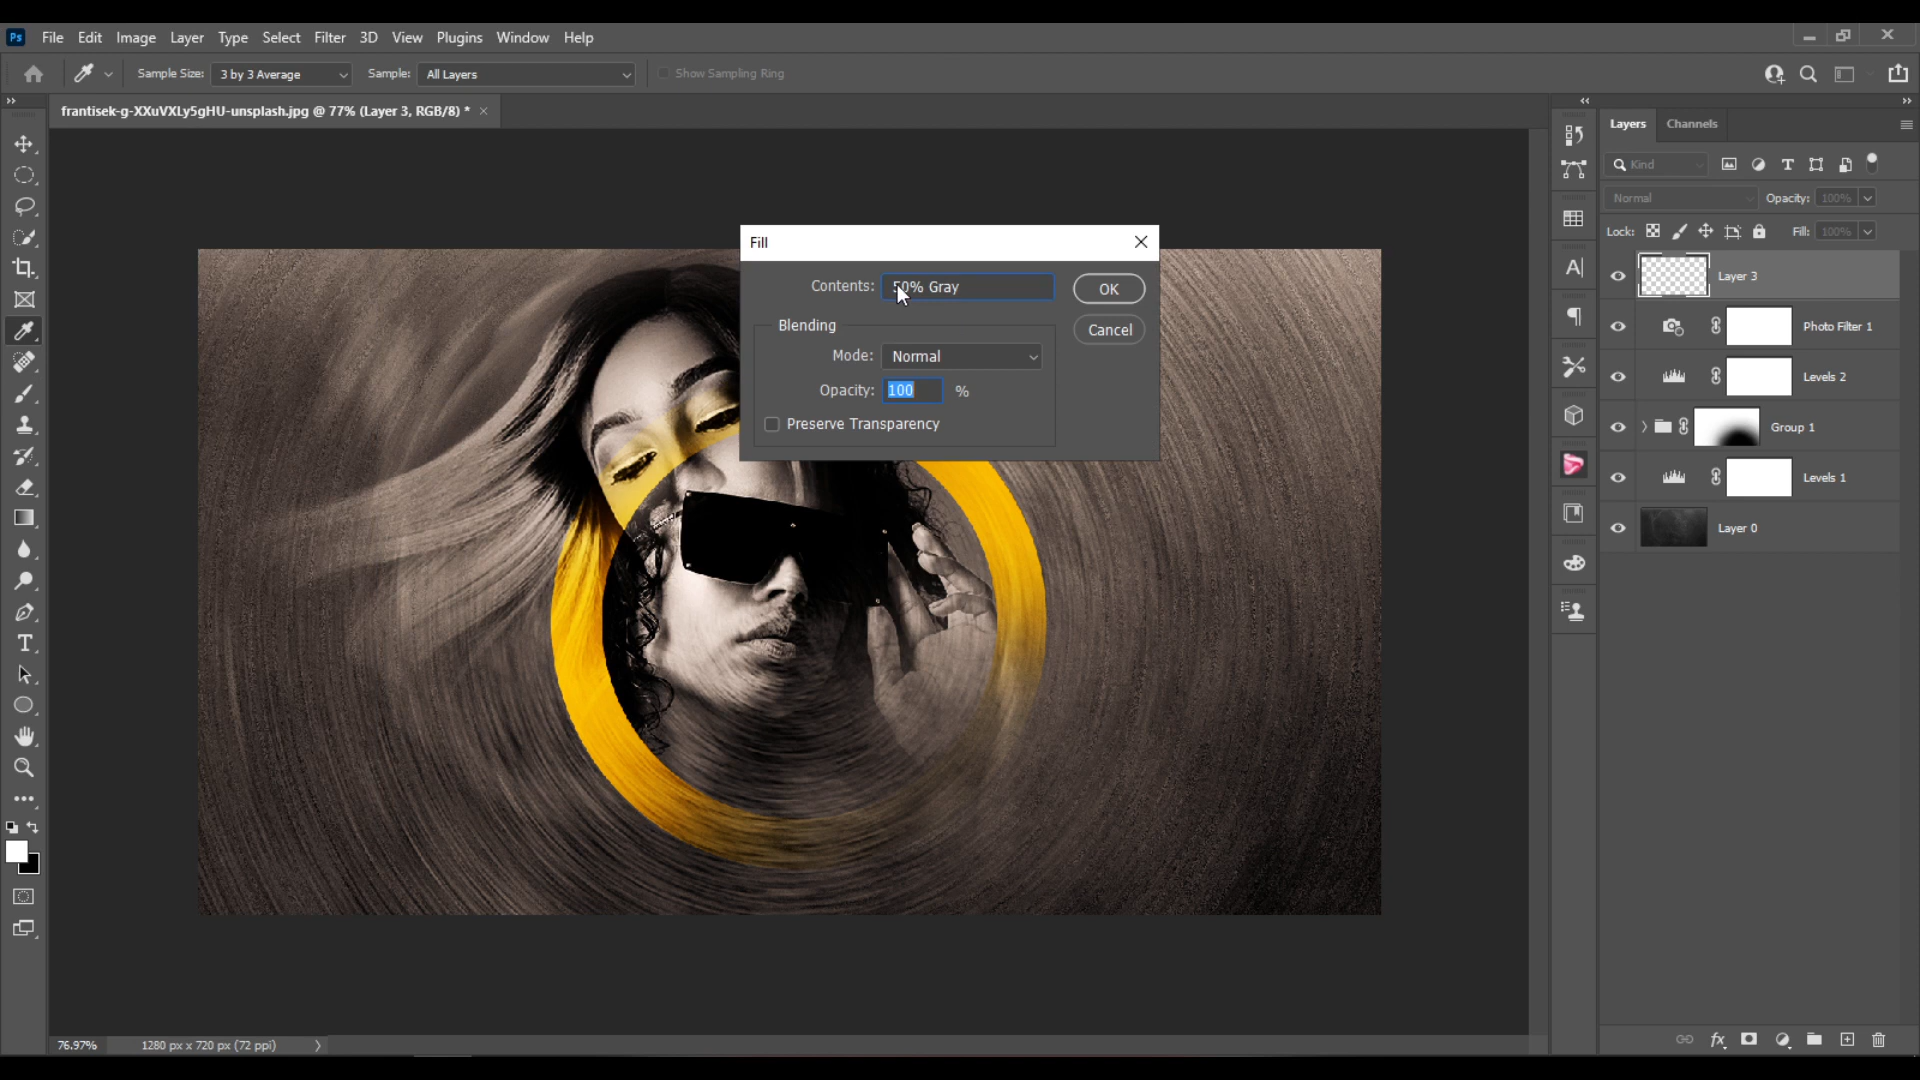 Ps File Edit Image Layer Type Select Filter 3D View Plugins Window Help
Sample Size: 3 by 3 Average Sample: All Layers Show Sampling Ring
frantisek-g-XXuVXLy5gHU-unsplash.jpg @ 77% (Layer 3, RGB/8) *
Layers Channels
Kind
Normal Opacity: 100%
Lock: Fill: 100%
Layer 3
Photo Filter 1
Levels 2
Group 1
Levels 1
Layer 0
Fill
Contents: 50% Gray OK
Blending
Cancel
Mode: Normal
Opacity: 100 %
Preserve Transparency
76.97% 1280 px x 720 px (72 ppi)